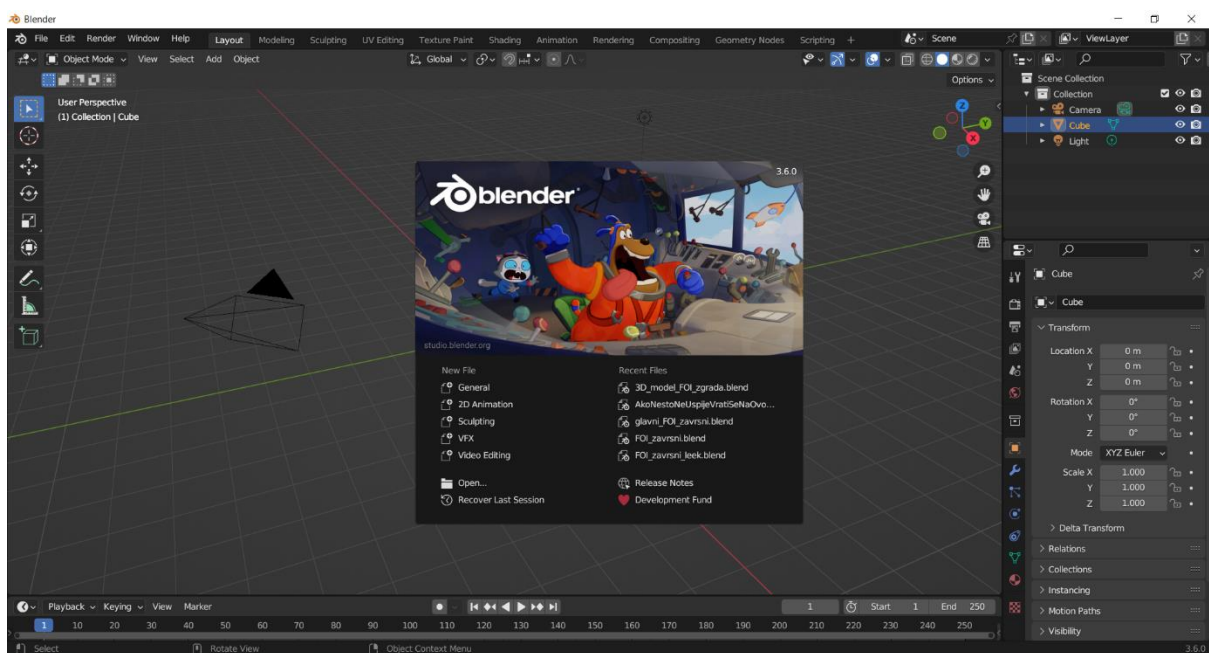 Blender
File Edit Render Window Help Layout Modeling Sculpting UV Editing Texture Paint Shading Animation Rendering Compositing Geometry Nodes Scripting + Scene ViewLayer
Object Mode View Select Add Object Global
Options
User Perspective
(1) Collection | Cube
Z
Y
X
Scene Collection
Collection
Camera
Cube
Light
blender
3.6.0
studio.blender.org
New File
General
2D Animation
Sculpting
VFX
Video Editing
Open...
Recover Last Session
Recent Files
3D_model_FOI_zgrada.blend
AkoNestoNeUspijeVratiSeNaOvo...
glavni_FOI_zavrsni.blend
FOI_zavrsni.blend
FOI_zavrsni_leek.blend
Release Notes
Development Fund
Cube
Cube
Transform
Location X 0 m
Y 0 m
Z 0 m
Rotation X 0°
Y 0°
Z 0°
Mode XYZ Euler
Scale X 1.000
Y 1.000
Z 1.000
Delta Transform
Relations
Collections
Instancing
Motion Paths
Visibility
Playback Keying View Marker 1 Start 1 End 250
1 10 20 30 40 50 60 70 80 90 100 110 120 130 140 150 160 170 180 190 200 210 220 230 240 250
Select Rotate View Object Context Menu 3.6.0